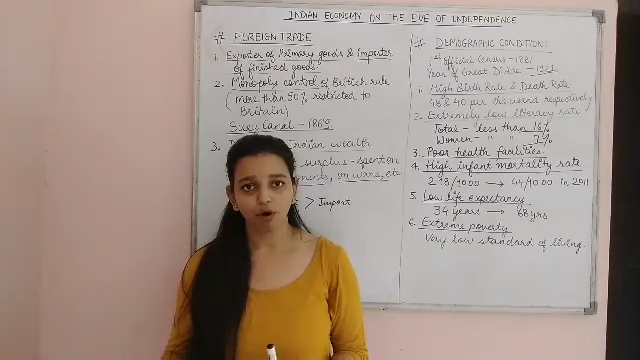 INDIAN ECONOMY ON THE EVE OF INDEPENDENCE
# FOREIGN TRADE
1. Exporter of Primary goods & Importer
of finished goods.
2. Monopoly control of British rule
(more than 50% restricted to
Britain)
Suez Canal - 1869
3. Indian wealth
surplus - spent on
on wars, etc
> Import
# DEMOGRAPHIC CONDITION:
1st official Census - 1881
Year of Great Divide - 1921
1. High Birth Rate & Death Rate
48 & 40 per thousand respectively
2. Extremely low literacy rate
Total - less than 16%
Women - 7%
3. Poor health facilities.
4. High infant mortality rate
218/1000 → 44/1000 in 2011
5. Low life expectancy
34 years → 68 yrs
6. Extreme poverty
Very low standard of living.